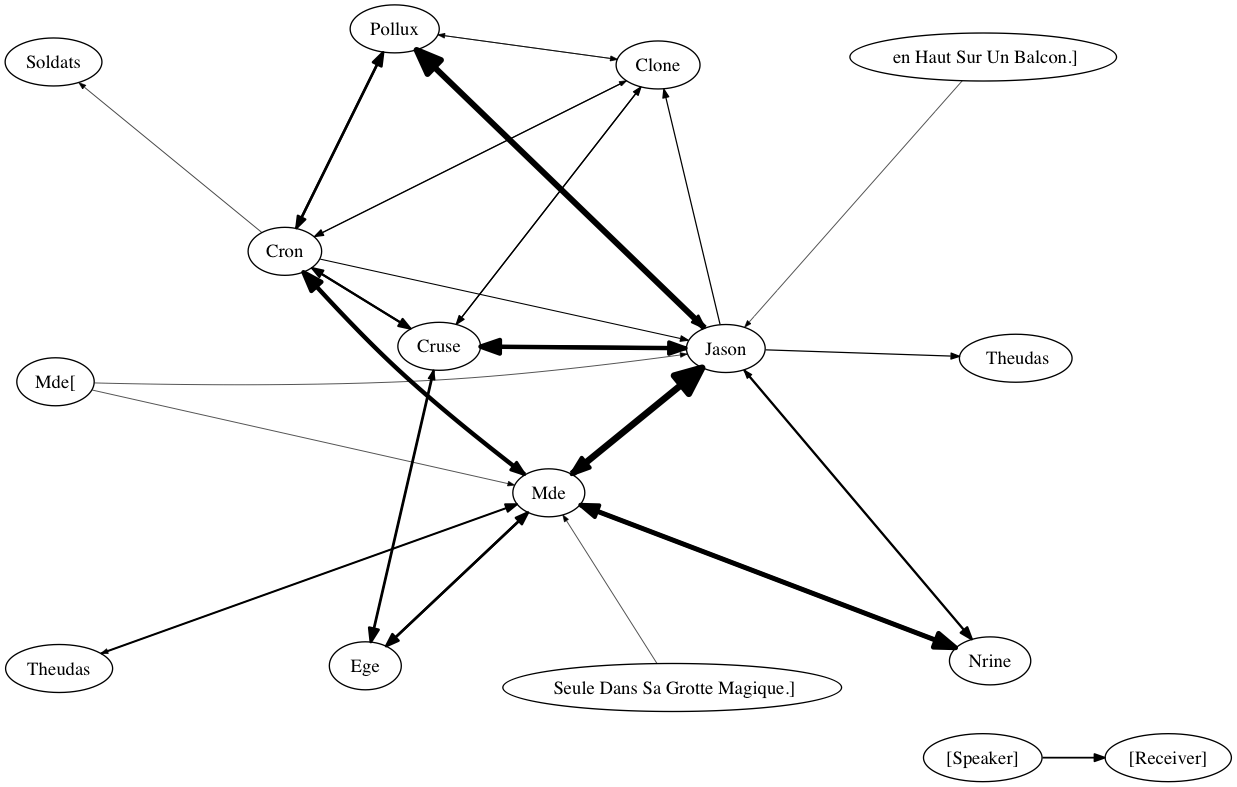 Pollux
Soldats
Clone
en Haut Sur Un Balcon.]
Cron
Cruse
Jason
Theudas
Mde[
Mde
Theudas
Ege
Seule Dans Sa Grotte Magique.]
Nrine
[Speaker]
[Receiver]